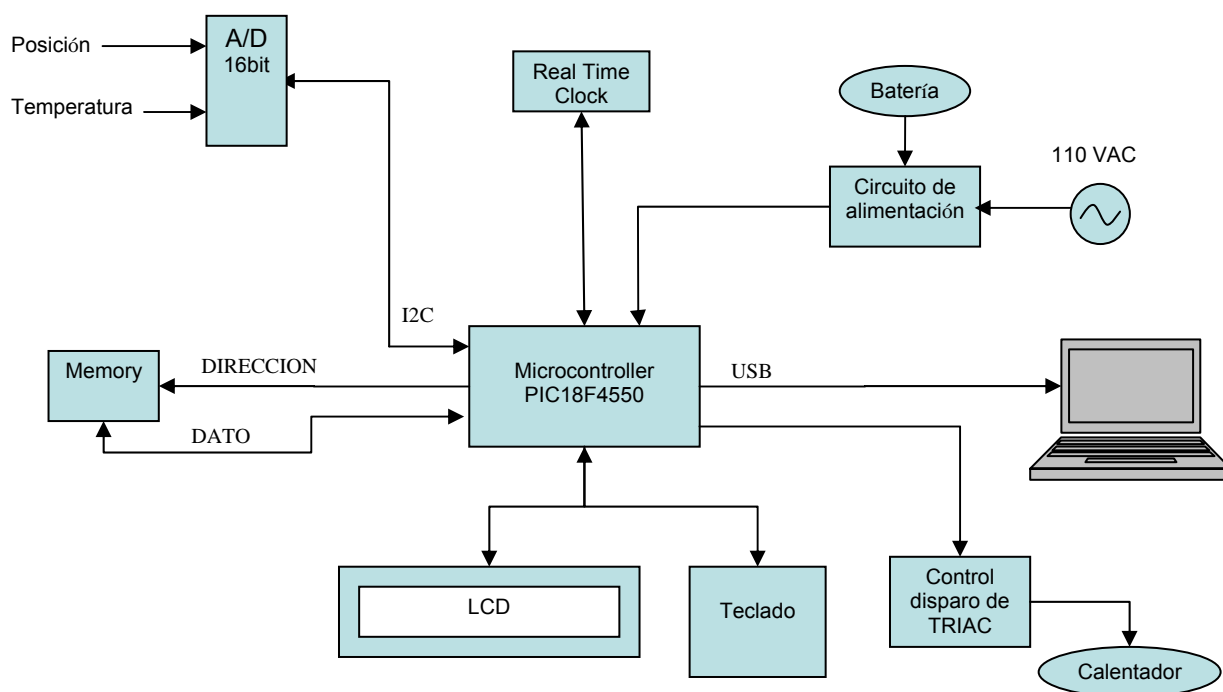 Posición
Temperatura
A/D
16bit
Real Time
Clock
Batería
110 VAC
Circuito de
alimentación
I2C
Memory
DIRECCION
DATO
Microcontroller
PIC18F4550
USB
LCD
Teclado
Control
disparo de
TRIAC
Calentador